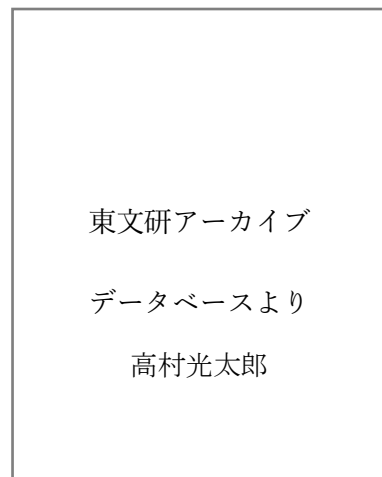 東文研アーカイブ
データベースより
高村光太郎